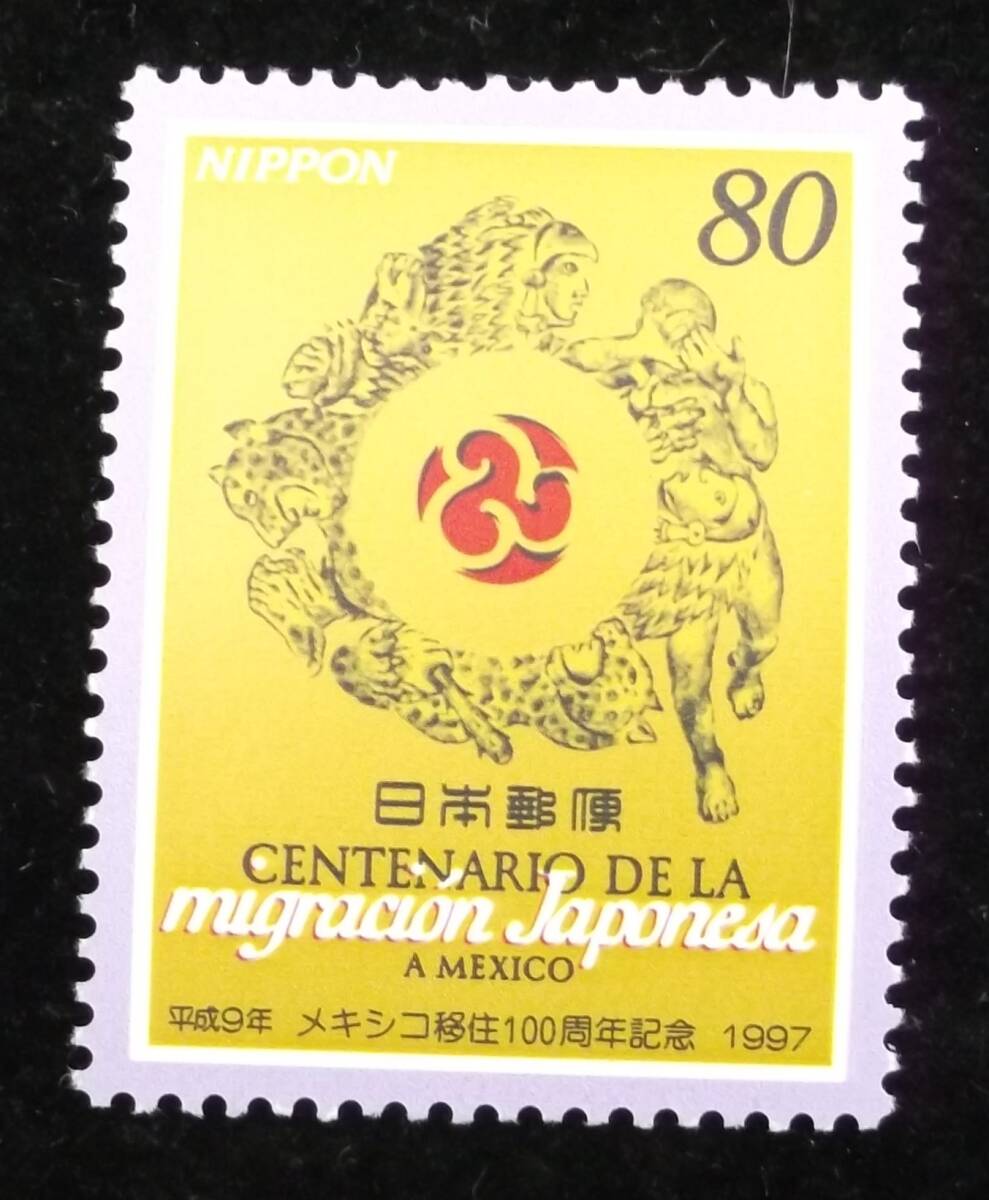 NIPPON
80
日本郵便
CENTENARIO DE LA
migración Japonesa
A MEXICO
平成9年 メキシコ移住100周年記念 1997